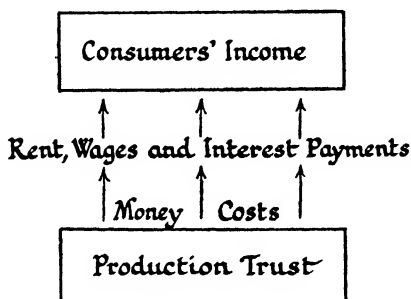 Consumers' Income
Rent, Wages and Interest Payments
Money Costs
Production Trust